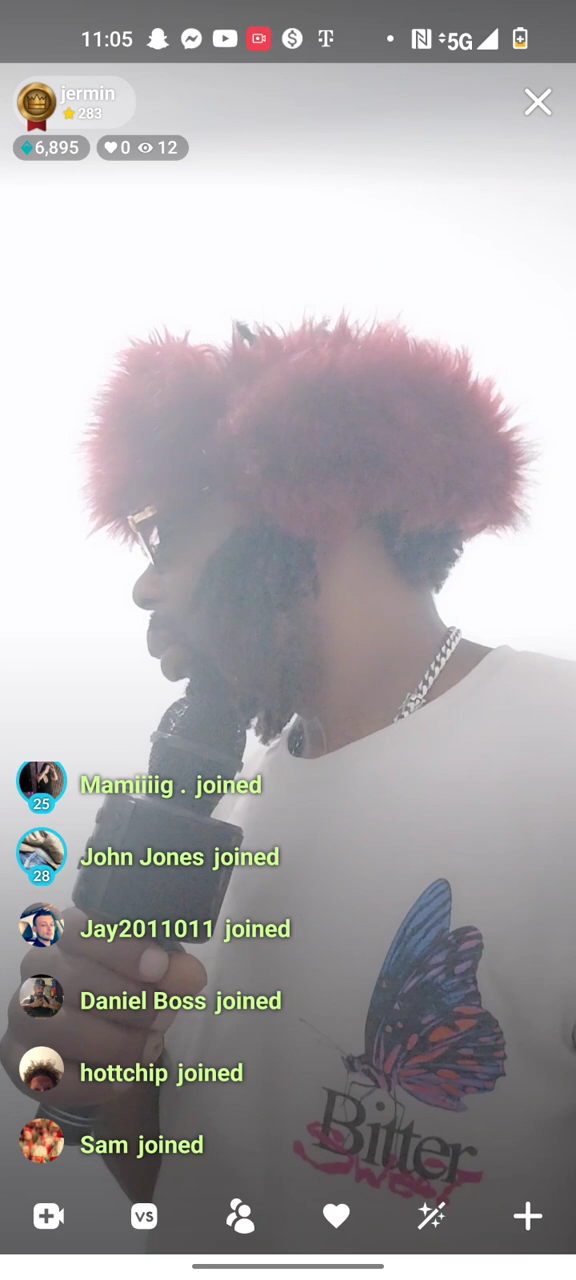 11:05
5G
jermin
283
6,895 0 12
Mamiiiig . joined
25
John Jones joined
28
Jay2011011 joined
Daniel Boss joined
hottchip joined
Sam joined
Bitter
Sweet
VS